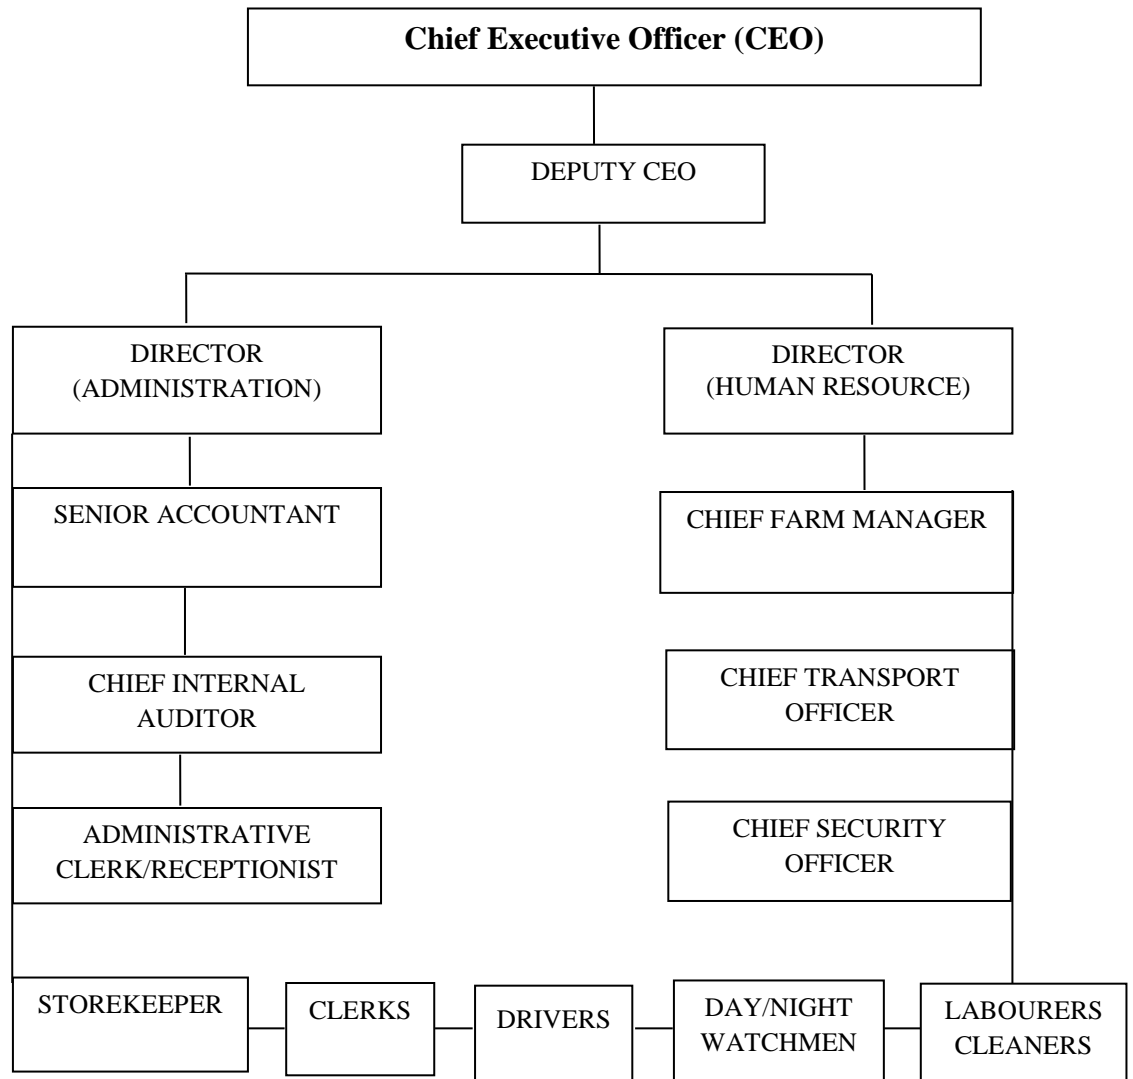 Chief Executive Officer (CEO)
DEPUTY CEO
DIRECTOR
(ADMINISTRATION)
DIRECTOR
(HUMAN RESOURCE)
SENIOR ACCOUNTANT
CHIEF FARM MANAGER
CHIEF INTERNAL
AUDITOR
CHIEF TRANSPORT
OFFICER
ADMINISTRATIVE
CLERK/RECEPTIONIST
CHIEF SECURITY
OFFICER
STOREKEEPER
CLERKS
DRIVERS
DAY/NIGHT
WATCHMEN
LABOURERS
CLEANERS